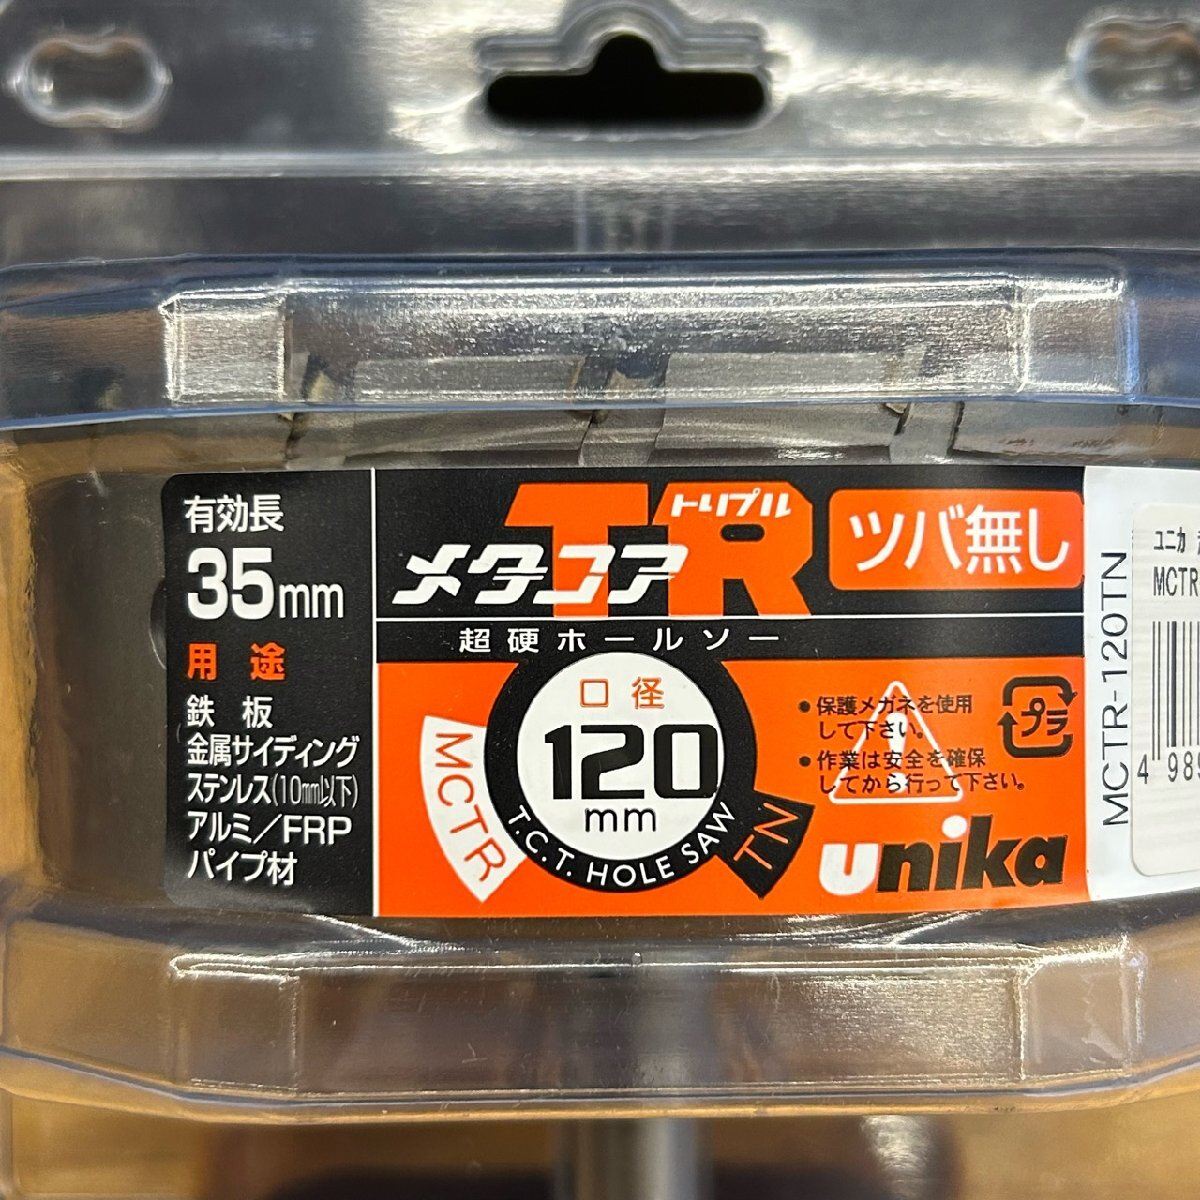 有効長
35mm
用途
鉄板
金属サイディング
ステンレス(10mm以下)
アルミ/FRP
パイプ材
メタコア
TR
トリプル
ツバ無し
超硬ホールソー
口径
120
mm
T.C.T. HOLE SAW
MCTR
TN
●保護メガネを使用
して下さい。
●作業は安全を確保
してから行って下さい。
プラ
unika
MCTR-120TN
ユニカ
MCTR
4 989